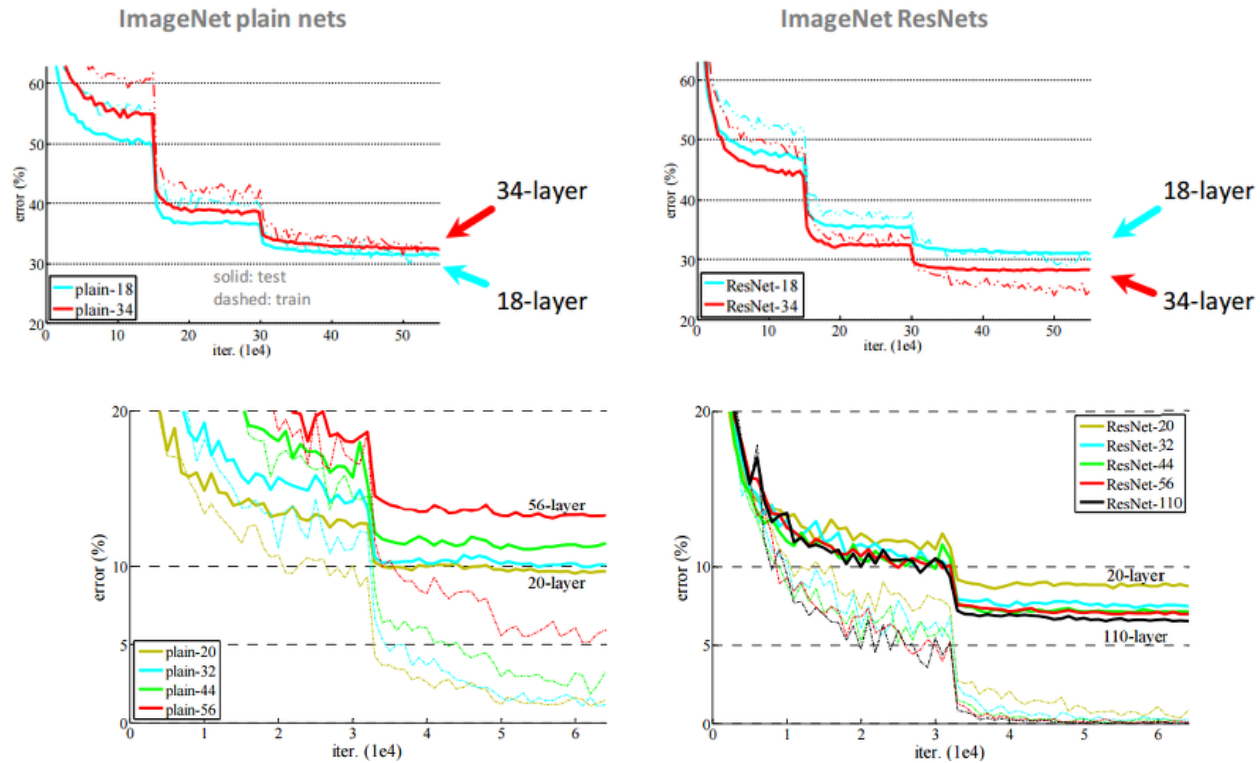 ImageNet plain nets
60
50
40
30
20
error (%)
0
10
20
30
40
50
iter. (1e4)
plain-18
plain-34
solid: test
dashed: train
34-layer
18-layer
ImageNet ResNets
60
50
40
30
20
error (%)
0
10
20
30
40
50
iter. (1e4)
ResNet-18
ResNet-34
18-layer
34-layer
20
10
5
0
error (%)
1
2
3
4
5
6
iter. (1e4)
56-layer
20-layer
plain-20
plain-32
plain-44
plain-56
20
10
5
0
error (%)
0
1
2
3
4
5
6
iter. (1e4)
ResNet-20
ResNet-32
ResNet-44
ResNet-56
ResNet-110
20-layer
110-layer